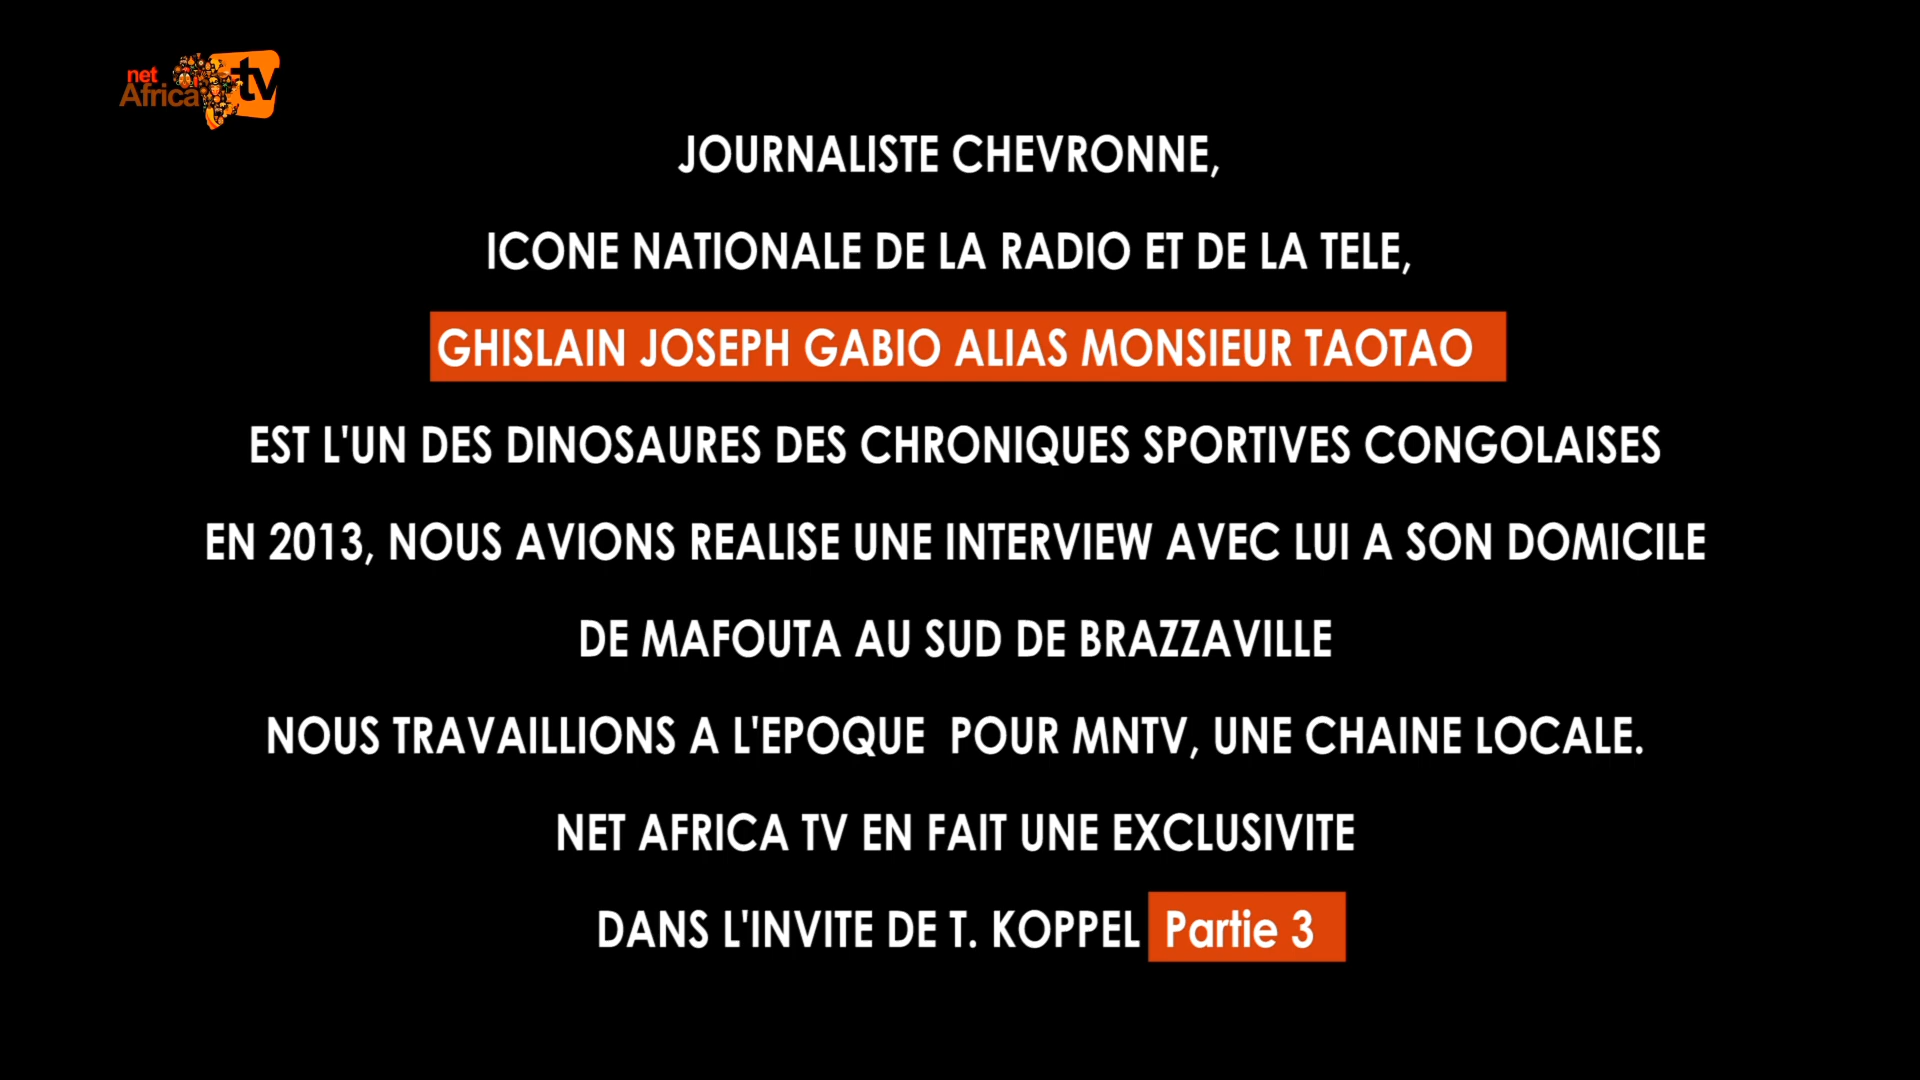 net
Africa tv
JOURNALISTE CHEVRONNE,
ICONE NATIONALE DE LA RADIO ET DE LA TELE,
GHISLAIN JOSEPH GABIO ALIAS MONSIEUR TAOTAO
EST L'UN DES DINOSAURES DES CHRONIQUES SPORTIVES CONGOLAISES
EN 2013, NOUS AVIONS REALISE UNE INTERVIEW AVEC LUI A SON DOMICILE
DE MAFOUTA AU SUD DE BRAZZAVILLE
NOUS TRAVAILLIONS A L'EPOQUE  POUR MNTV, UNE CHAINE LOCALE.
NET AFRICA TV EN FAIT UNE EXCLUSIVITE
DANS L'INVITE DE T. KOPPEL Partie 3